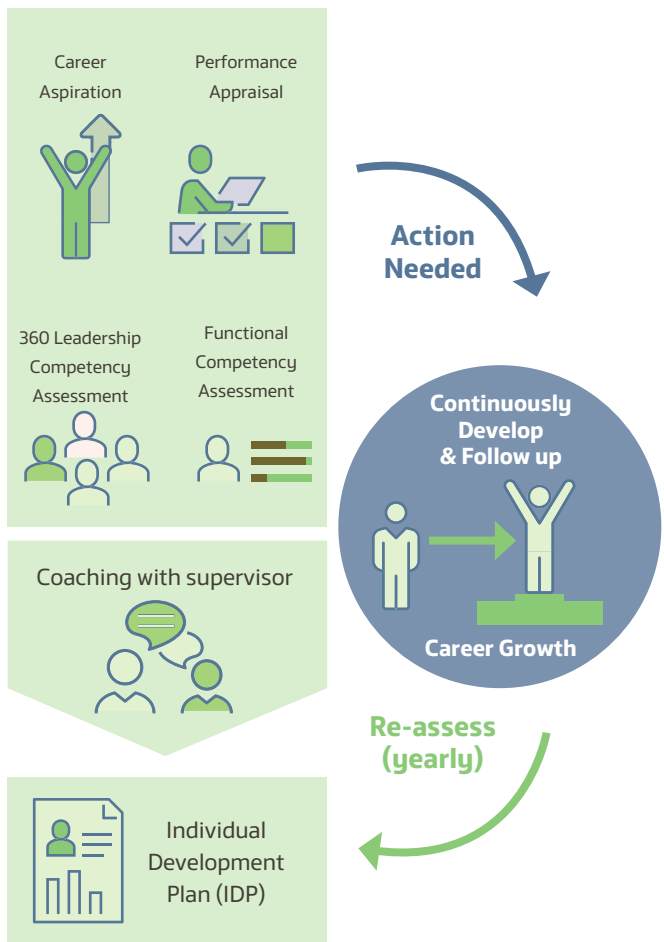 Career
Aspiration
Performance
Appraisal
360 Leadership
Competency
Assessment
Functional
Competency
Assessment
Coaching with supervisor
Individual
Development
Plan (IDP)
Action
Needed
Continuously
Develop
& Follow up
Career Growth
Re-assess
(yearly)